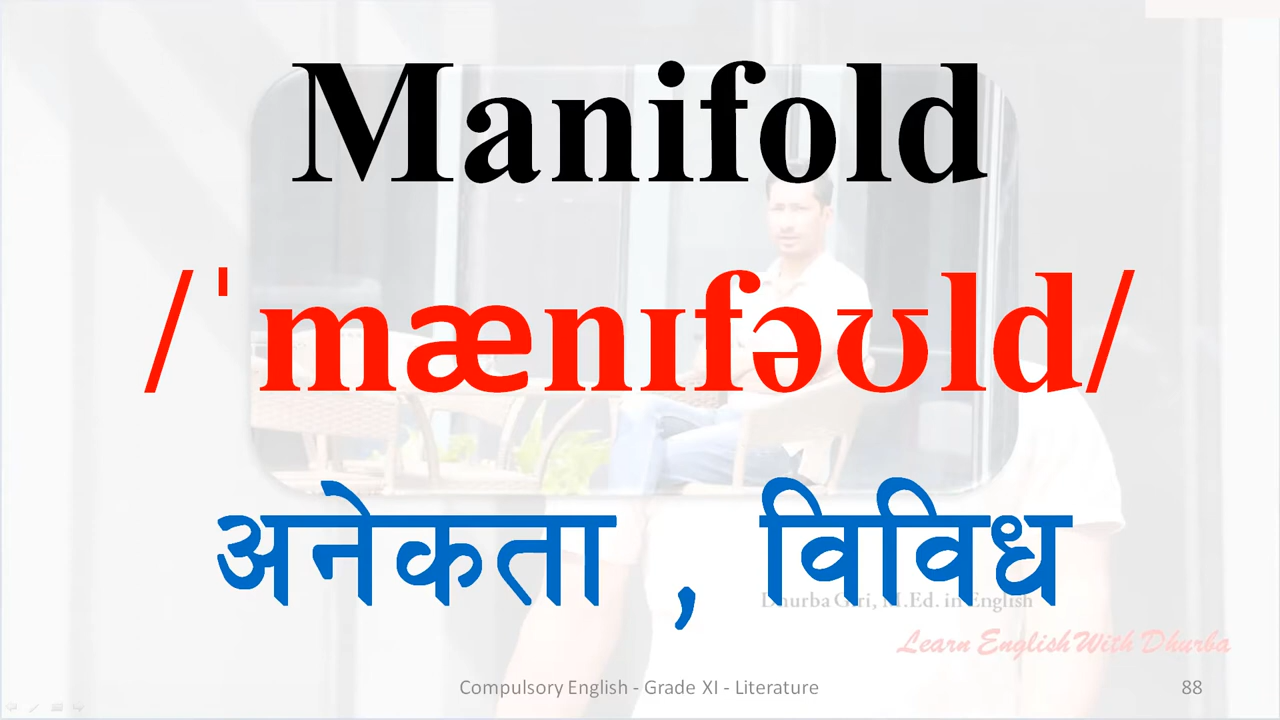 Manifold
/ˈmænɪfəʊld/
अनेकता , विविध
Dhurba Giri, M.Ed. in English
Learn English With Dhurba
Compulsory English - Grade XI - Literature 88